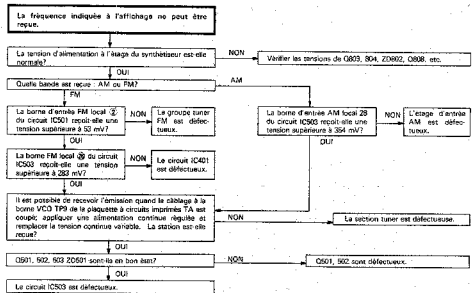 La fréquence indiquée à l'affichage ne peut être
reçue.
La tension d'alimentation à l'étage du synthétiseur est-elle
normale?
NON
Vérifier les tensions de Q803, 804, ZD802, Q808, etc.
OUI
Quelle bande est reçue: AM ou FM?
AM
FM
La borne d'entrée FM local ②
du circuit IC501 reçoit-elle une
tension supérieure à 53 mV?
NON
Le groupe tuner
FM est défec-
tueux.
La borne d'entrée AM local 28
du circuit IC503 reçoit-elle une
tension supérieure à 354 mV?
NON
L'étage d'entrée
AM est défec-
tueux.
OUI
OUI
La borne FM local ㉖ du circuit
IC503 reçoit-elle une tension
supérieure à 283 mV?
NON
Le circuit IC401
est défectueux.
OUI
Il est possible de recevoir l'émission quand le câblage à la
borne VCO TP9 de la plaquette à circuits imprimés TA est
coupé; appliquer une alimentation continue régulée et
remplacer la tension continue variable. La station est-elle
reçue?
NON
La section tuner est défectueuse.
OUI
Q501, 502, 503 ZD501 sont-ils en bon état?
NON
Q501, 502 sont défectueux.
OUI
Le circuit IC503 est défectueux.